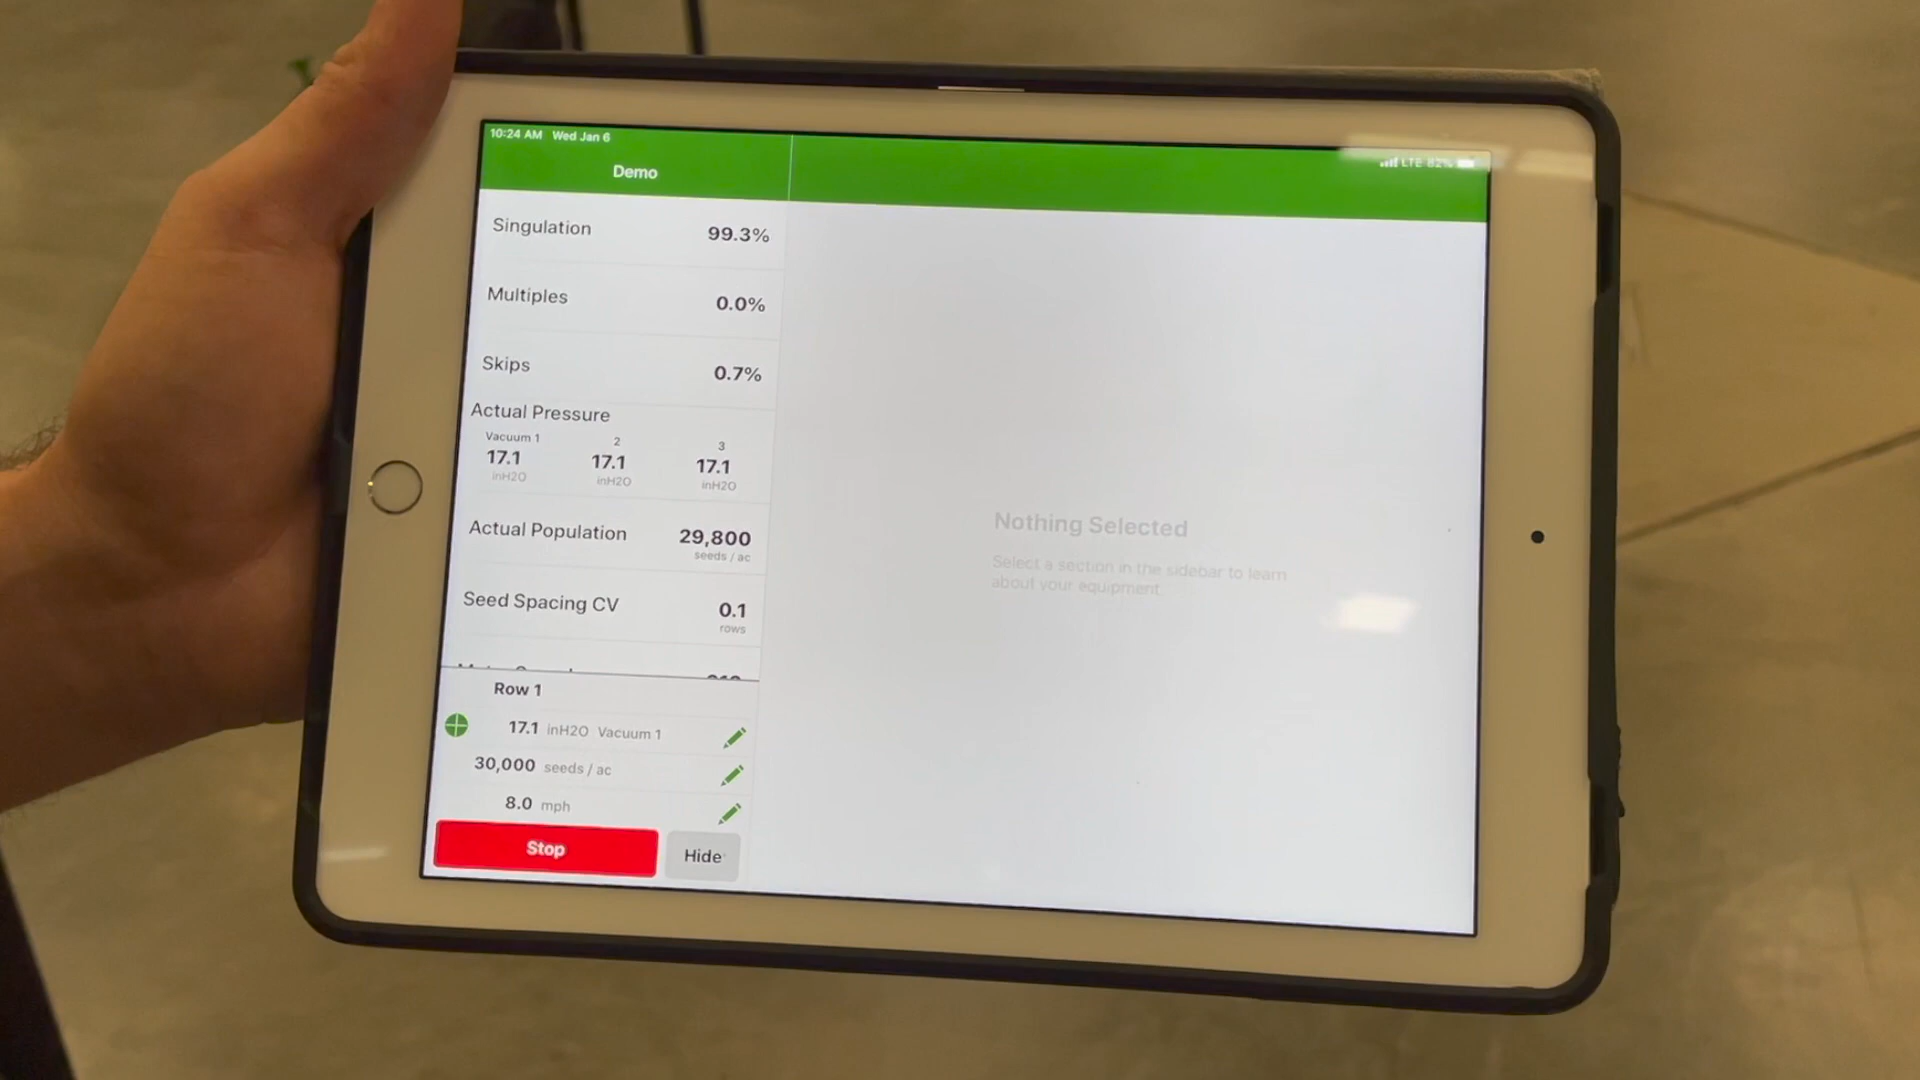 10:24 AM Wed Jan 6
LTE 82%
Demo
Singulation 99.3%
Multiples 0.0%
Skips 0.7%
Actual Pressure
Vacuum 1 2 3
17.1 17.1 17.1
inH2O inH2O inH2O
Actual Population 29,800
seeds / ac
Seed Spacing CV 0.1
rows
Row 1
17.1 inH2O Vacuum 1
30,000 seeds / ac
8.0 mph
Stop Hide
Nothing Selected
Select a section in the sidebar to learn
about your equipment.